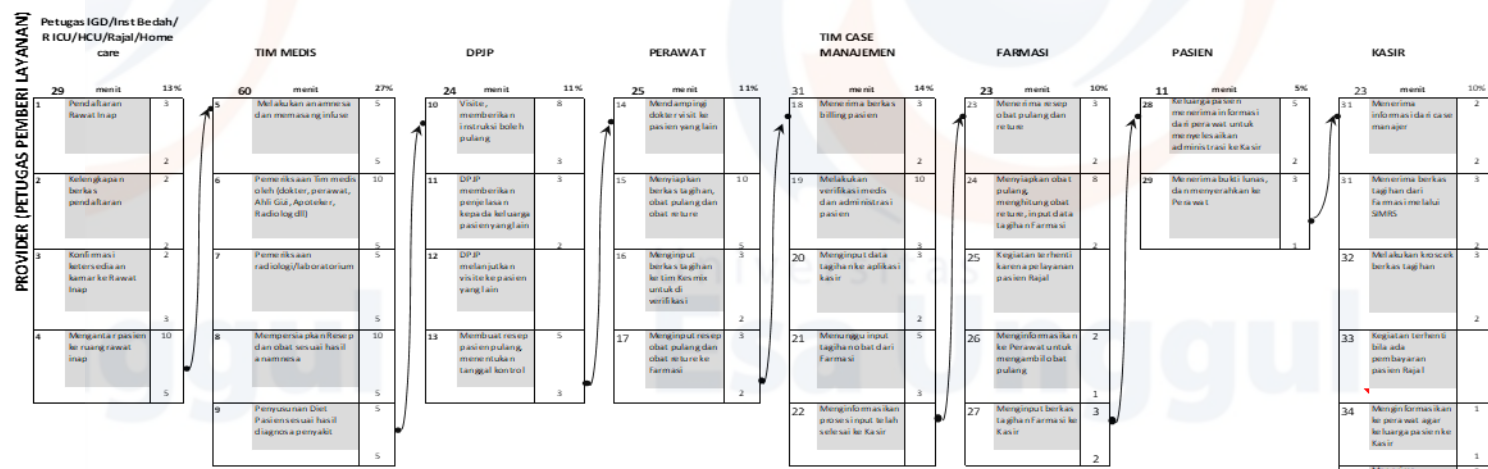 PROVIDER (PETUGAS PEMBERI LAYANAN)
Petugas IGD/Inst Bedah/
R ICU/HCU/Rajal/Home
care
29 menit 13%
1 Pendaftaran 3
Rawat Inap
2
2 Kelengkapan 2
berkas
pendaftaran
2
3 Konfirmasi 2
ketersediaan
kamar ke Rawat
Inap
3
4 Mengantar pasien 10
ke ruang rawat
inap
5
TIM MEDIS
60 menit 27%
5 Melakukan anamnesa 5
dan memasang infuse
5
6 Pemeriksaan Tim medis 10
oleh (dokter, perawat,
Ahli Gizi, Apoteker,
Radiolog dll)
5
7 Pemeriksaan 5
radiologi/laboratorium
5
8 Mempersiapkan Resep 10
dan obat sesuai hasil
anamnesa
5
9 Penyusunan Diet 5
Pasien sesuai hasil
diagnosa penyakit
5
DPJP
24 menit 11%
10 Visite, 8
memberikan
instruksi boleh
pulang
3
11 DPJP 3
memberikan
penjelasan
kepada keluarga
pasien yang lain
2
12 DPJP
melanjutkan
visite ke pasien
yang lain
13 Membuat resep 5
pasien pulang,
menentukan
tanggal kontrol
3
PERAWAT
25 menit 11%
14 Mendampingi
dokter visit ke
pasien yang lain
15 Menyiapkan 10
berkas tagihan,
obat pulang dan
obat reture
5
16 Menginput 3
berkas tagihan
ke tim Kesmix
untuk di
verifikasi
2
17 Menginput resep 3
obat pulang dan
obat reture ke
Farmasi
2
TIM CASE
MANAJEMEN
31 menit 14%
18 Menerima berkas 3
billing pasien
2
19 Melakukan 10
verifikasi medis
dan administrasi
pasien
3
20 Menginput data 3
tagihan ke aplikasi
kasir
2
21 Menunggu input 5
tagihan obat dari
Farmasi
3
22 Menginformasikan
proses input telah
selesai ke Kasir
FARMASI
23 menit 10%
23 Menerima resep 3
obat pulang dan
reture
2
24 Menyiapkan obat 8
pulang,
menghitung obat
reture, input data
tagihan Farmasi
2
25 Kegiatan terhenti
karena pelayanan
pasien Rajal
26 Menginformasikan 2
ke Perawat untuk
mengambil obat
pulang
1
27 Menginput berkas 3
tagihan Farmasi ke
Kasir
2
PASIEN
11 menit 5%
28 Keluarga pasien 5
menerima informasi
dari perawat untuk
menyelesaikan
administrasi ke Kasir
2
29 Menerima bukti lunas, 3
dan menyerahkan ke
Perawat
1
KASIR
23 menit 10%
31 Menerima 2
informasi dari case
manajer
2
31 Menerima berkas 3
tagihan dari
Farmasi melalui
SIMRS
2
32 Melakukan kroscek 3
berkas tagihan
2
33 Kegiatan terhenti
bila ada
pembayaran
pasien Rajal
34 Menginformasikan 1
ke perawat agar
keluarga pasien ke
Kasir
1
Universitas
Esa Unggul
ggul